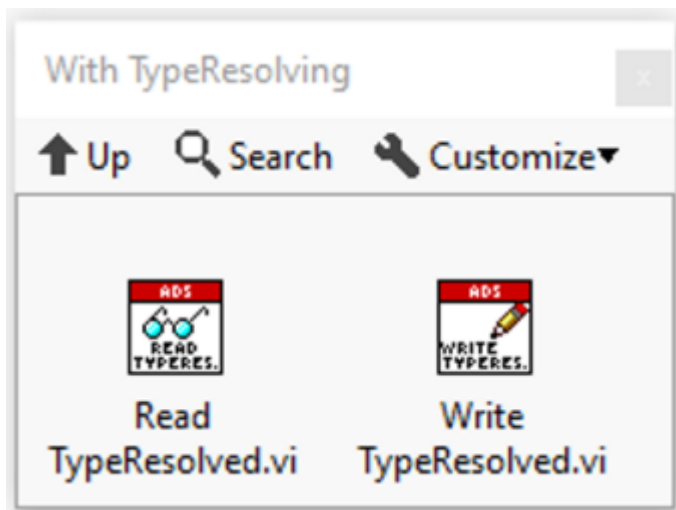 With TypeResolving
x
Up Search Customize
ADS ADS
READ WRITE
TYPERES. TYPERES.
Read Write
TypeResolved.vi TypeResolved.vi